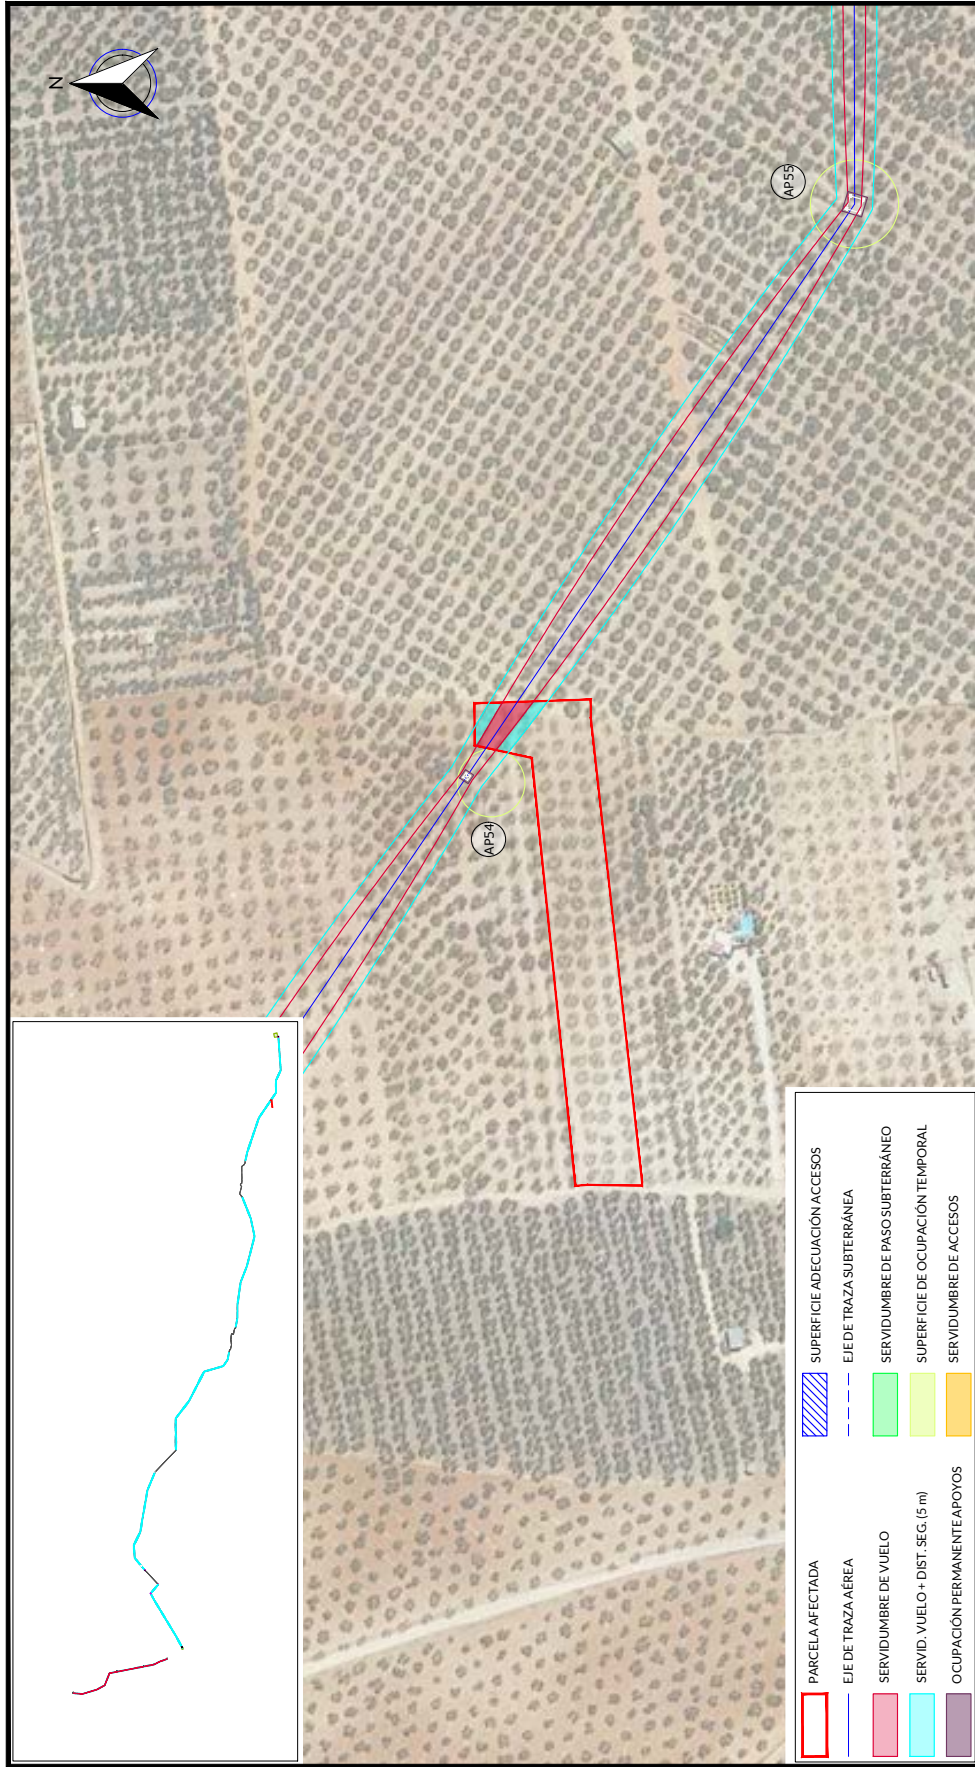 N
AP55
AP54
PARCELA AFECTADA
EJE DE TRAZA AÉREA
SERVIDUMBRE DE VUELO
SERVID. VUELO + DIST. SEG. (5 m)
OCUPACIÓN PERMANENTE APOYOS
SUPERFICIE ADECUACIÓN ACCESOS
EJE DE TRAZA SUBTERRÁNEA
SERVIDUMBRE DE PASO SUBTERRÁNEO
SUPERFICIE DE OCUPACIÓN TEMPORAL
SERVIDUMBRE DE ACCESOS